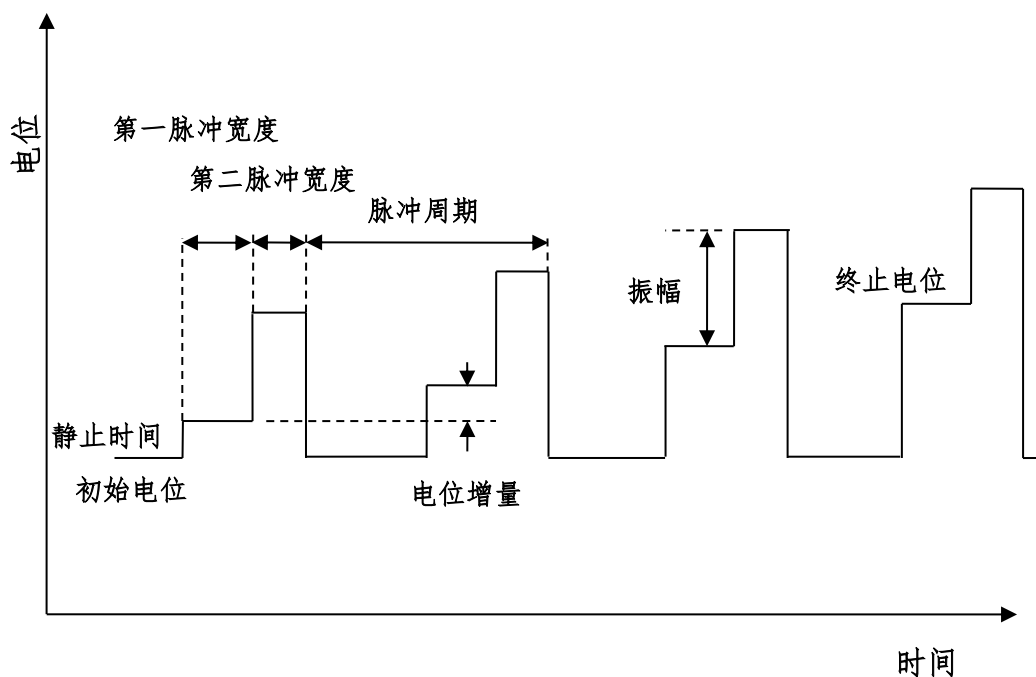 电位
第一脉冲宽度
第二脉冲宽度
脉冲周期
振幅
终止电位
静止时间
初始电位
电位增量
时间